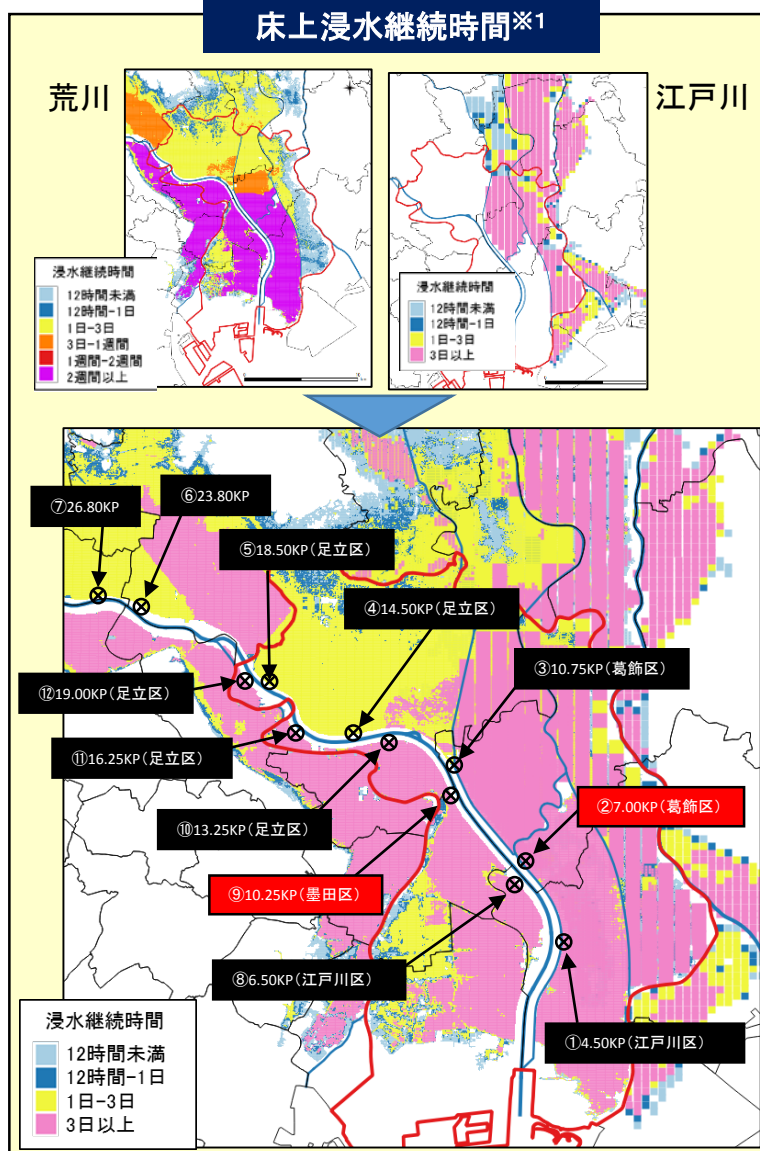 床上浸水継続時間※1
荒川
江戸川
浸水継続時間
12時間未満
12時間-1日
1日-3日
3日-1週間
1週間-2週間
2週間以上
浸水継続時間
12時間未満
12時間-1日
1日-3日
3日以上
⑦26.80KP
⑥23.80KP
⑤18.50KP(足立区)
④14.50KP(足立区)
③10.75KP(葛飾区)
⑫19.00KP(足立区)
⑪16.25KP(足立区)
②7.00KP(葛飾区)
⑩13.25KP(足立区)
⑨10.25KP(墨田区)
⑧6.50KP(江戸川区)
①4.50KP(江戸川区)
浸水継続時間
12時間未満
12時間-1日
1日-3日
3日以上